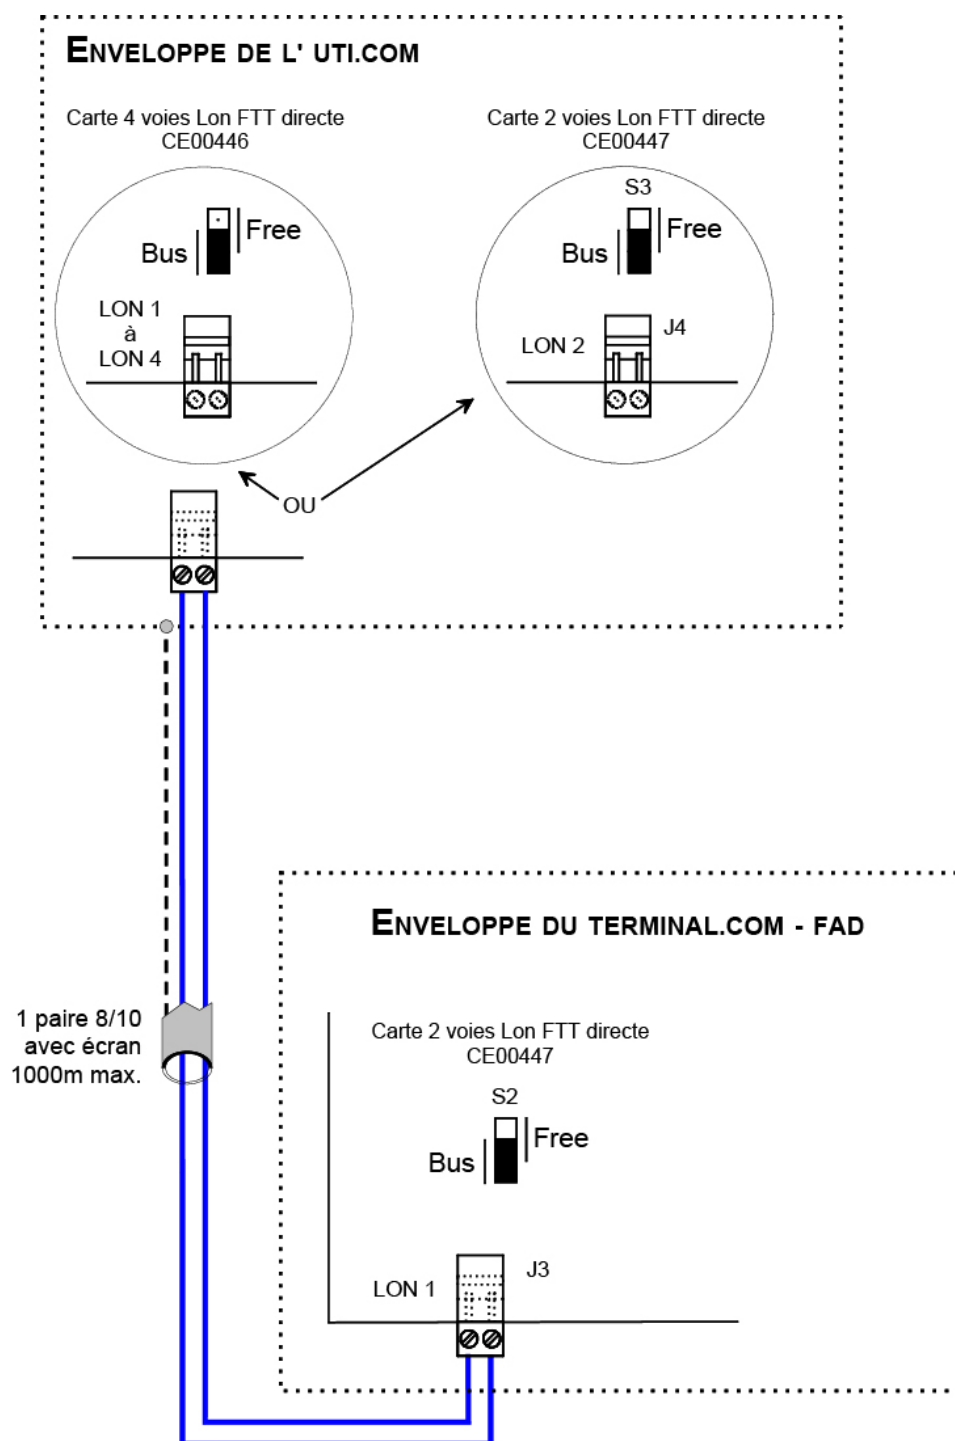 ENVELOPPE DE L' UTI.COM
Carte 4 voies Lon FTT directe
CE00446
Bus
Free
LON 1
à
LON 4
Carte 2 voies Lon FTT directe
CE00447
S3
Bus
Free
LON 2
J4
OU
1 paire 8/10
avec écran
1000m max.
ENVELOPPE DU TERMINAL.COM - FAD
Carte 2 voies Lon FTT directe
CE00447
S2
Bus
Free
LON 1
J3